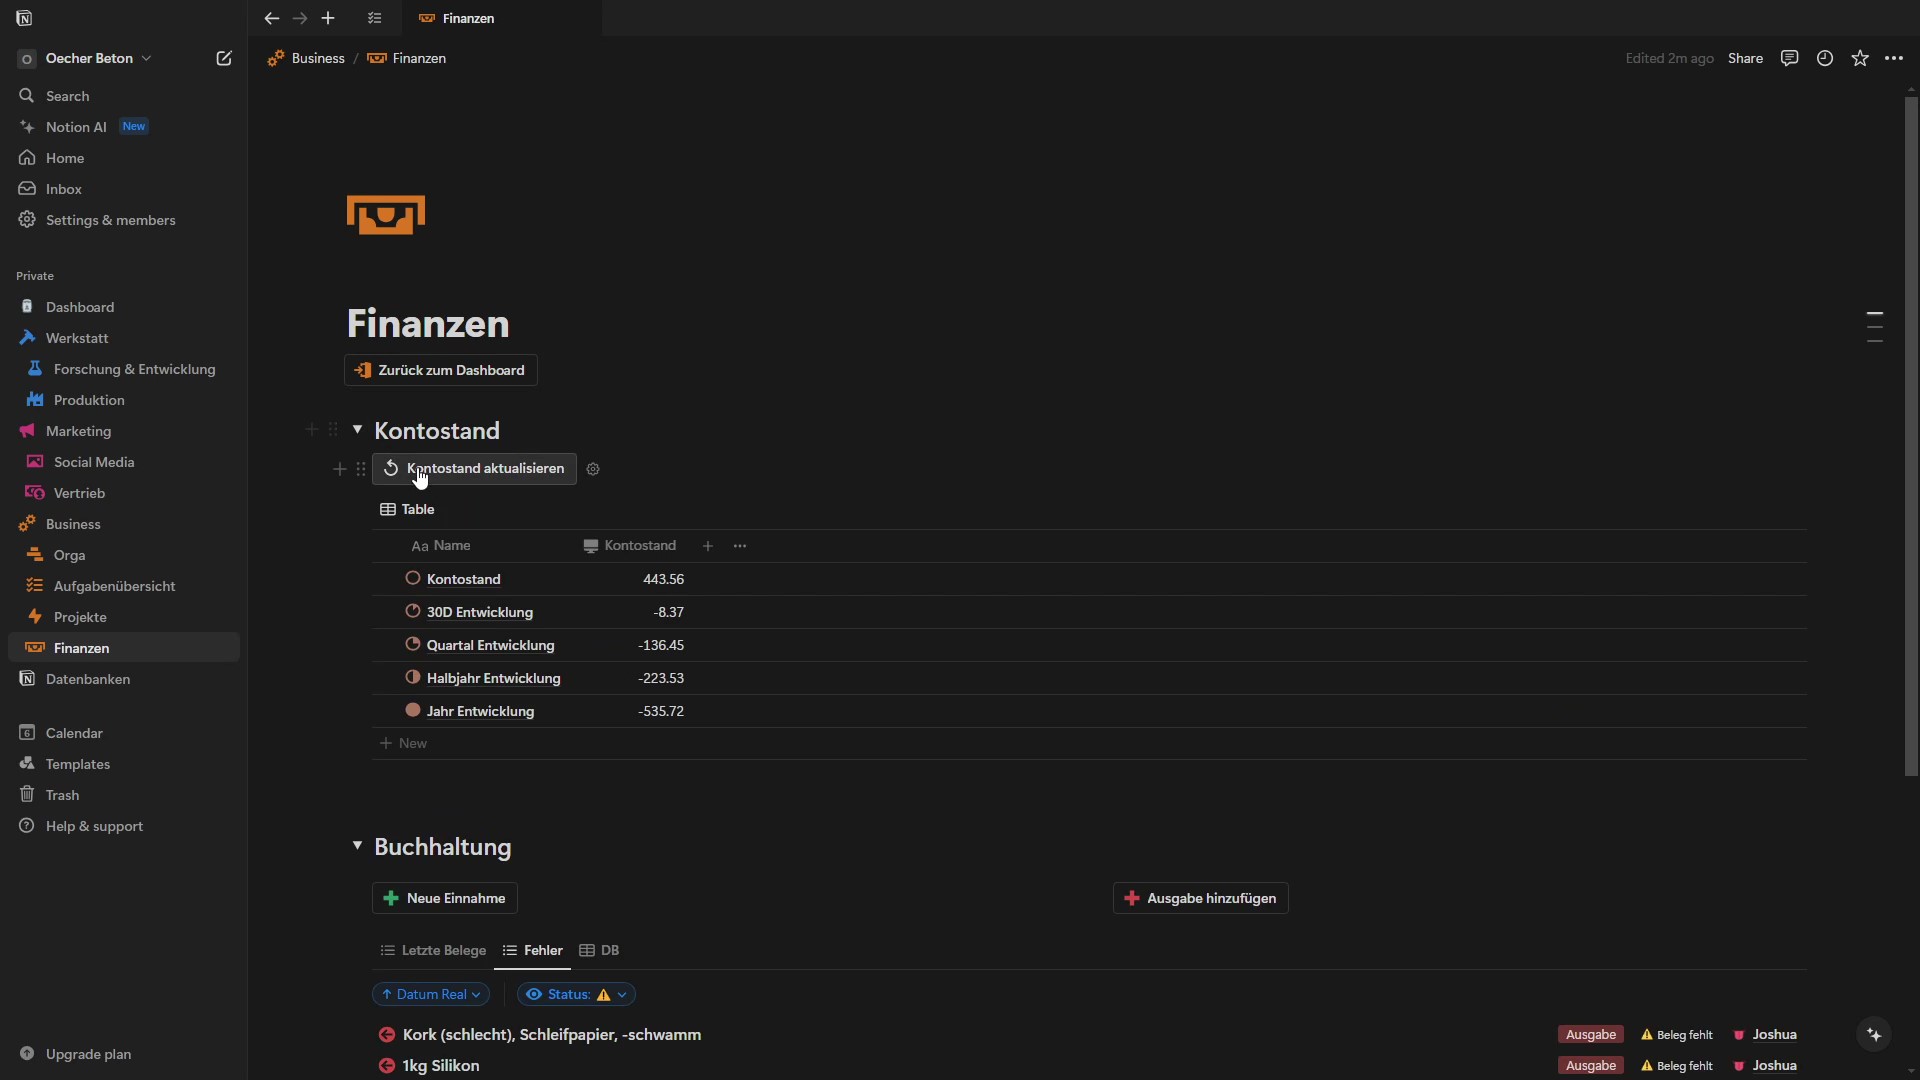 Finanzen
Oecher Beton
Business / Finanzen
Edited 2m ago Share
Search
Notion AI New
Home
Inbox
Settings & members
Private
Dashboard
Werkstatt
Forschung & Entwicklung
Produktion
Marketing
Social Media
Vertrieb
Business
Orga
Aufgabenübersicht
Projekte
Finanzen
Datenbanken
Calendar
Templates
Trash
Help & support
Upgrade plan
Finanzen
Zurück zum Dashboard
Kontostand
Kontostand aktualisieren
Table
Aa Name Kontostand
Kontostand 443.56
30D Entwicklung -8.37
Quartal Entwicklung -136.45
Halbjahr Entwicklung -223.53
Jahr Entwicklung -535.72
New
Buchhaltung
Neue Einnahme Ausgabe hinzufügen
Letzte Belege Fehler DB
Datum Real Status:
Kork (schlecht), Schleifpapier, -schwamm Ausgabe Beleg fehlt Joshua
1kg Silikon Ausgabe Beleg fehlt Joshua